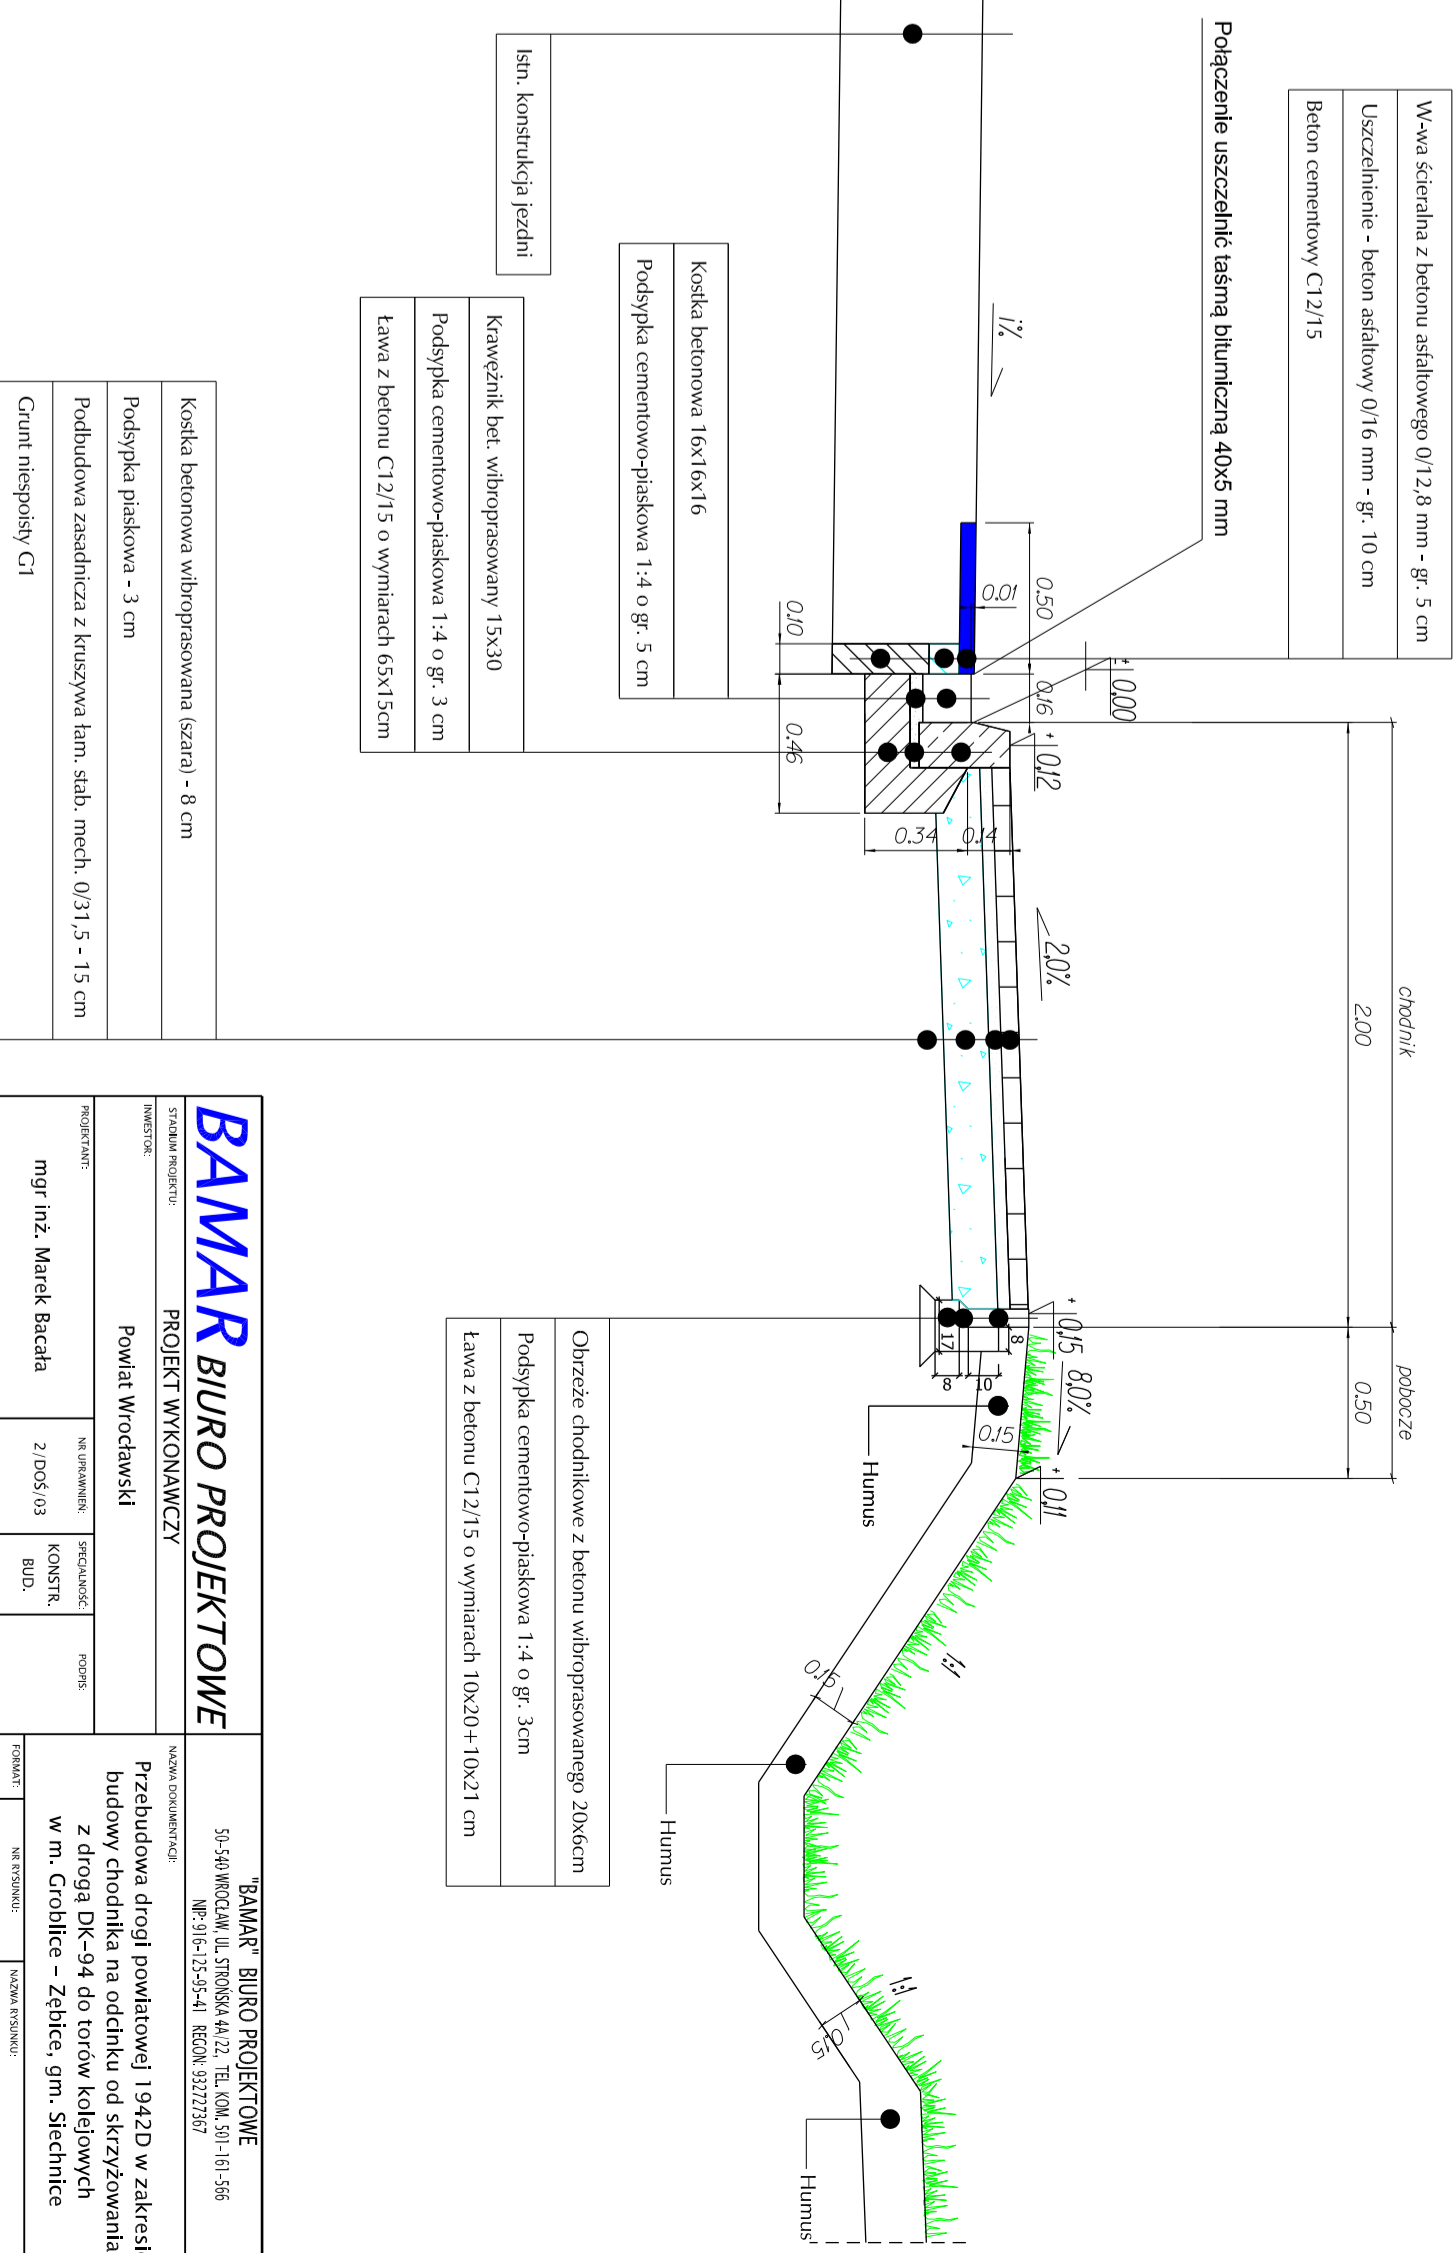 W-wa ścieralna z betonu asfaltowego 0/12,8 mm - gr. 5 cm
Uszczelnienie - beton asfaltowy 0/16 mm - gr. 10 cm
Beton cementowy C12/15
Połączenie uszczelnić taśmą bitumiczną 40x5 mm
chodnik
pobocze
2.00
0.50
i%
0.50
0.16
0.01
+ - 0,00
+ 0,12
2,0%
+ 0,15
8,0%
+ 0,11
0.10
0.46
0.34
0.14
8
17
8
10
0.15
Humus
1:1
0.15
Humus
1:1
0.15
Humus
Kostka betonowa 16x16x16
Podsypka cementowo-piaskowa 1:4 o gr. 5 cm
Istn. konstrukcja jezdni
Krawężnik bet. wibroprasowany 15x30
Podsypka cementowo-piaskowa 1:4 o gr. 3 cm
Ława z betonu C12/15 o wymiarach 65x15cm
Obrzeże chodnikowe z betonu wibroprasowanego 20x6cm
Podsypka cementowo-piaskowa 1:4 o gr. 3cm
Ława z betonu C12/15 o wymiarach 10x20+10x21 cm
Kostka betonowa wibroprasowana (szara) - 8 cm
Podsypka piaskowa - 3 cm
Podbudowa zasadnicza z kruszywa łam. stab. mech. 0/31,5 - 15 cm
Grunt niespoisty G1
BAMAR BIURO PROJEKTOWE
"BAMAR" BIURO PROJEKTOWE
50-540 WROCŁAW, UL. STROŃSKA 4A/22, TEL. KOM. 501-161-566
NIP: 916-125-95-41 REGON: 932727367
STADIUM PROJEKTU:
PROJEKT WYKONAWCZY
INWESTOR:
Powiat Wrocławski
NAZWA DOKUMENTACJI:
Przebudowa drogi powiatowej 1942D w zakresi
budowy chodnika na odcinku od skrzyżowania
z drogą DK-94 do torów kolejowych
w m. Groblice - Zębice, gm. Siechnice
PROJEKTANT:
mgr inż. Marek Bacała
NR UPRAWNIEŃ:
2/DOŚ/03
SPECJALNOŚĆ:
KONSTR.
BUD.
PODPIS:
FORMAT:
NR RYSUNKU:
NAZWA RYSUNKU: